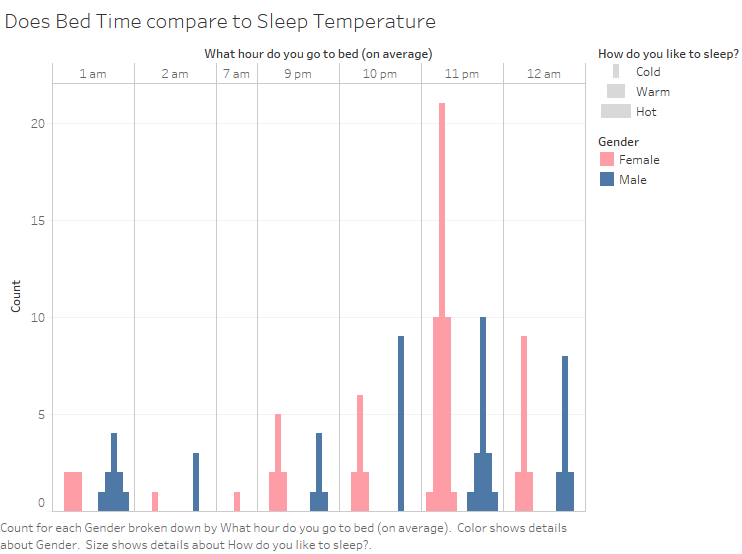 Does Bed Time compare to Sleep Temperature
What hour do you go to bed (on average)
1 am 2 am 7 am 9 pm 10 pm 11 pm 12 am
20
15
10
5
0
Count
How do you like to sleep?
Cold
Warm
Hot
Gender
Female
Male
Count for each Gender broken down by What hour do you go to bed (on average).  Color shows details
about Gender.  Size shows details about How do you like to sleep?.